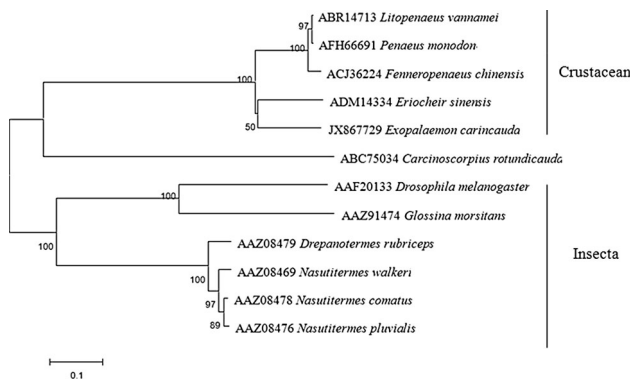 ABR14713 Litopenaeus vannamei
97
AFH66691 Penaeus monodon
100
ACJ36224 Fenneropenaeus chinensis
Crustacean
100
ADM14334 Eriocheir sinensis
50
JX867729 Exopalaemon carincauda
ABC75034 Carcinoscorpius rotundicauda
AAF20133 Drosophila melanogaster
100
AAZ91474 Glossina morsitans
100
AAZ08479 Drepanotermes rubriceps
Insecta
100
AAZ08469 Nasutitermes walkeri
97
AAZ08478 Nasutitermes comatus
89
AAZ08476 Nasutitermes pluvialis
0.1